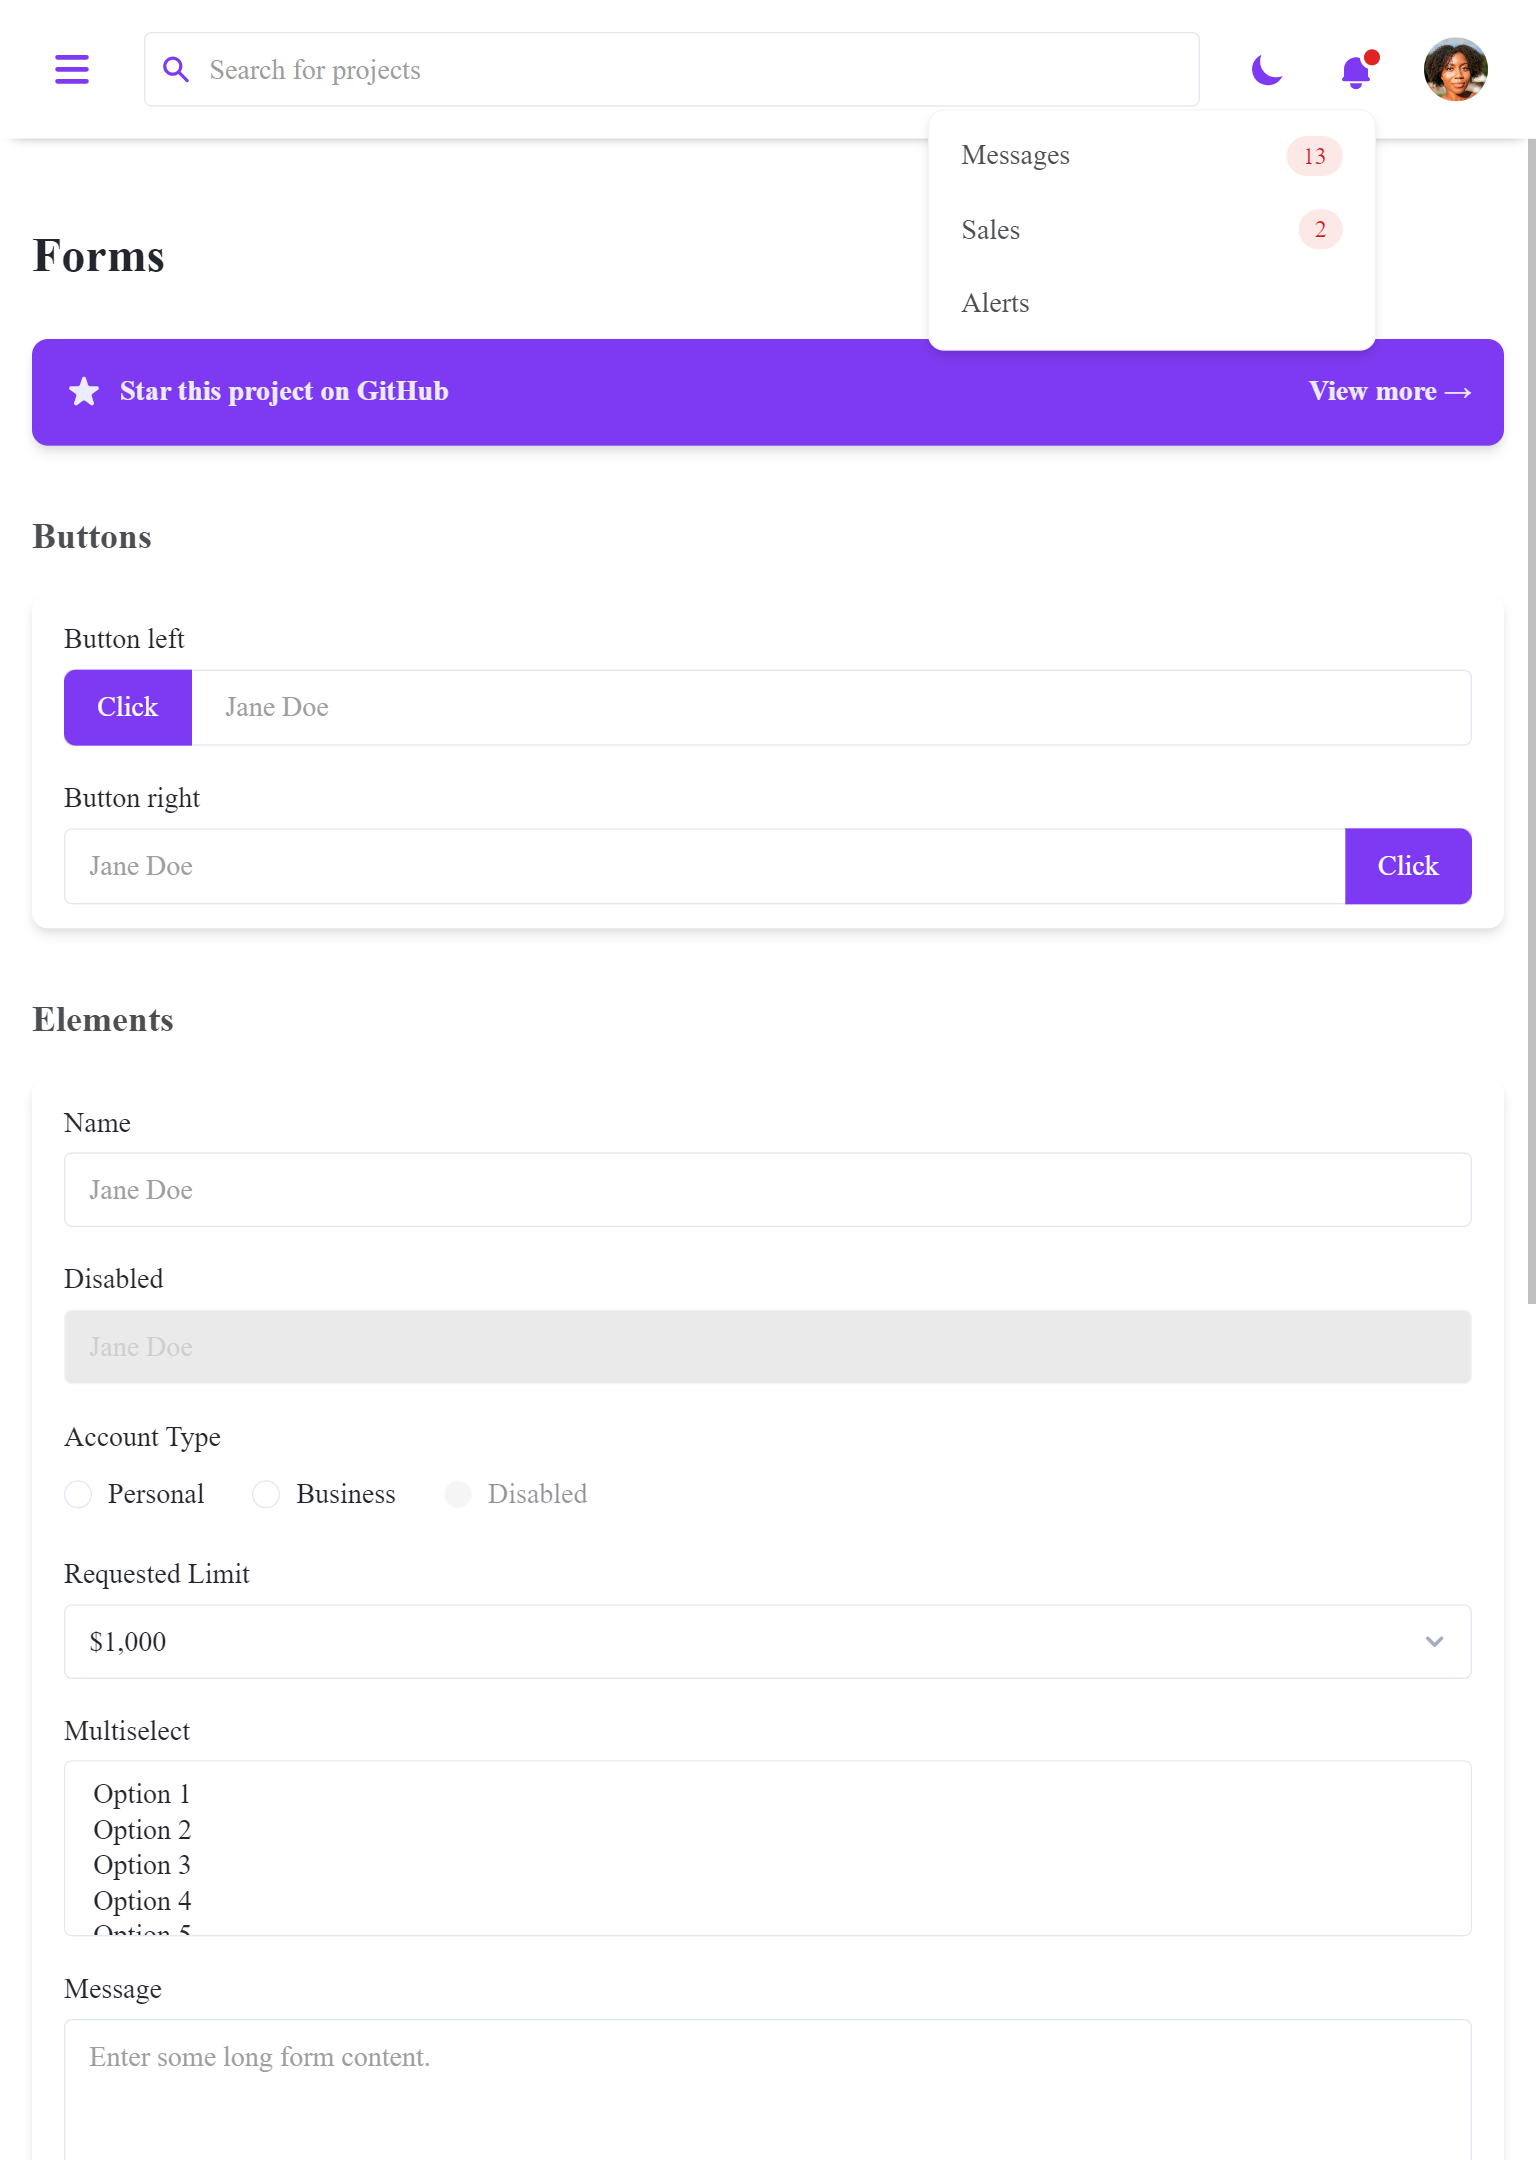 Search for projects
Messages 13
Sales 2
Alerts
Forms
Star this project on GitHub View more →
Buttons
Button left
Click Jane Doe
Button right
Jane Doe Click
Elements
Name
Jane Doe
Disabled
Jane Doe
Account Type
Personal Business Disabled
Requested Limit
$1,000
Multiselect
Option 1
Option 2
Option 3
Option 4
Option 5
Message
Enter some long form content.